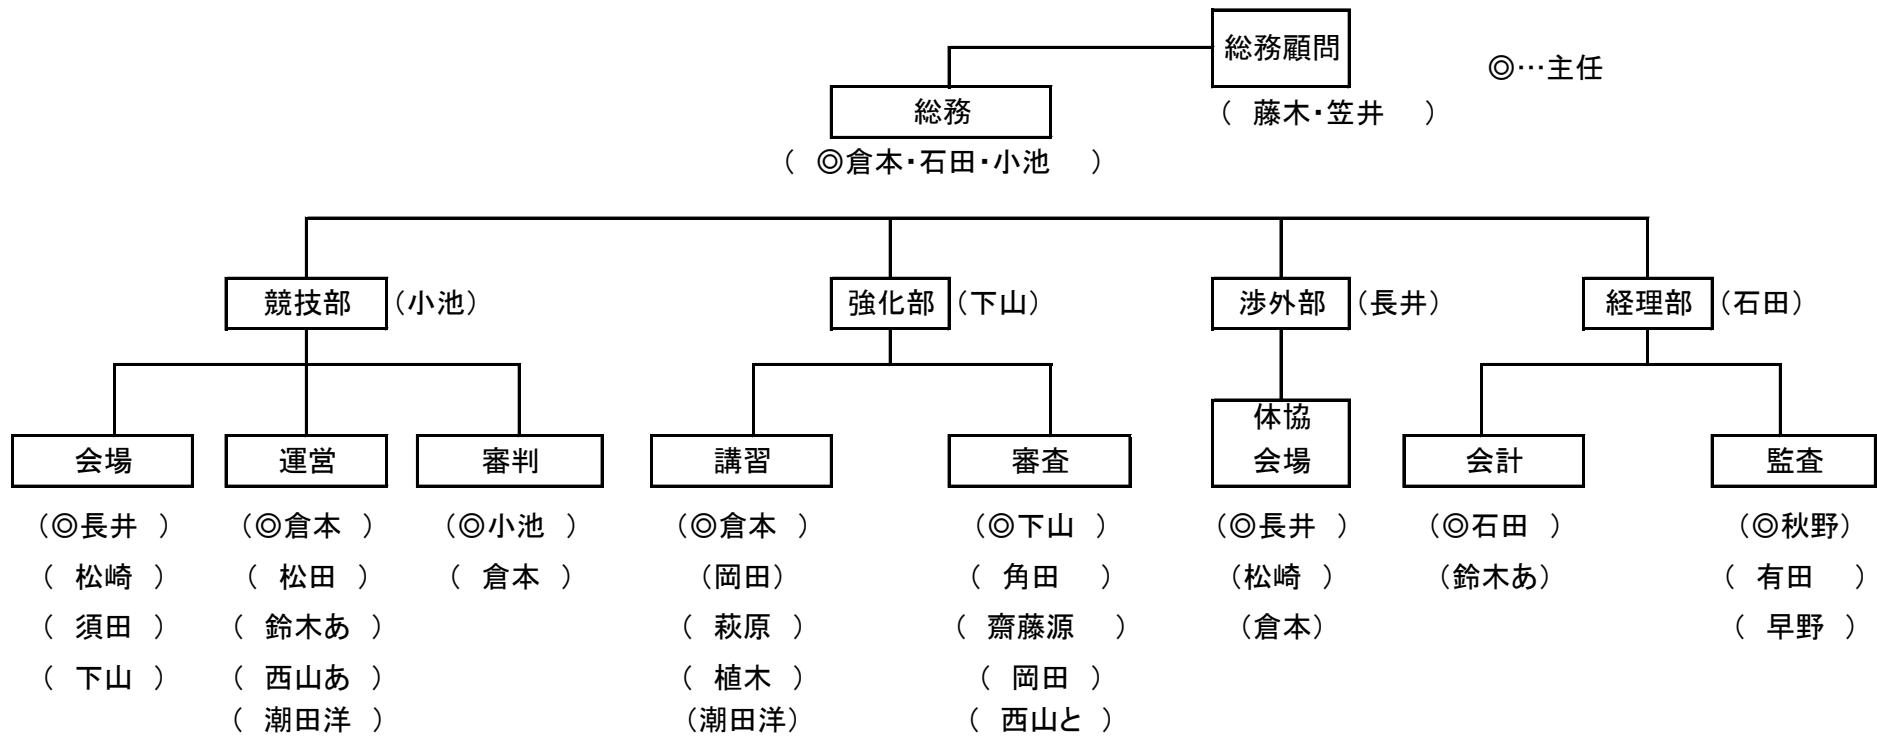 総務顧問
◎…主任
総務
( 藤木・笠井 )
( ◎倉本・石田・小池 )
競技部 (小池) 強化部 (下山) 渉外部 (長井) 経理部 (石田)
体協
会場 運営 審判 講習 審査 会場 会計 監査
(◎長井 ) (◎倉本 ) (◎小池 ) (◎倉本 ) (◎下山 ) (◎長井 ) (◎石田 ) (◎秋野)
( 松崎 ) ( 松田 ) ( 倉本 ) (岡田) ( 角田 ) (松崎 ) (鈴木あ) ( 有田 )
( 須田 ) ( 鈴木あ ) ( 萩原 ) ( 齋藤源 ) (倉本) ( 早野 )
( 下山 ) ( 西山あ ) ( 植木 ) ( 岡田 )
( 潮田洋 ) (潮田洋) ( 西山と )